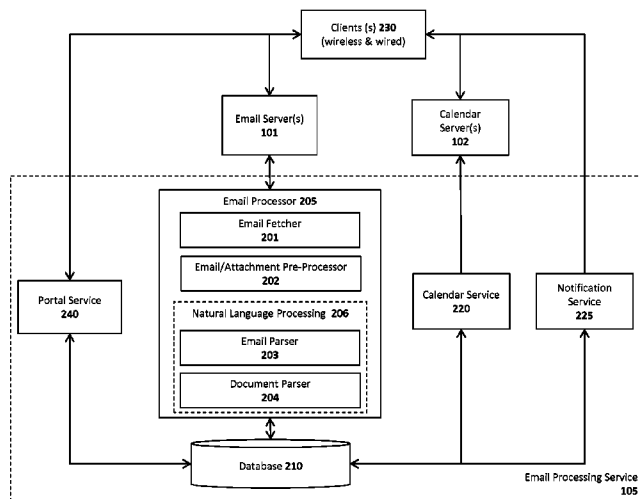 Clients (s) 230
(wireless & wired)
Email Server(s)
101
Calendar
Server(s)
102
Email Processor 205
Email Fetcher
201
Email/Attachment Pre-Processor
202
Natural Language Processing 206
Email Parser
203
Document Parser
204
Portal Service
240
Calendar Service
220
Notification
Service
225
Database 210
Email Processing Service
105